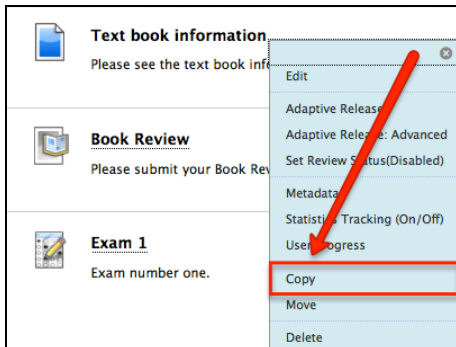 Text book information
Please see the text book info
Book Review
Please submit your Book Rev
Exam 1
Exam number one.
Edit
Adaptive Release
Adaptive Release: Advanced
Set Review Status(Disabled)
Metadata
Statistics Tracking (On/Off)
User Progress
Copy
Move
Delete